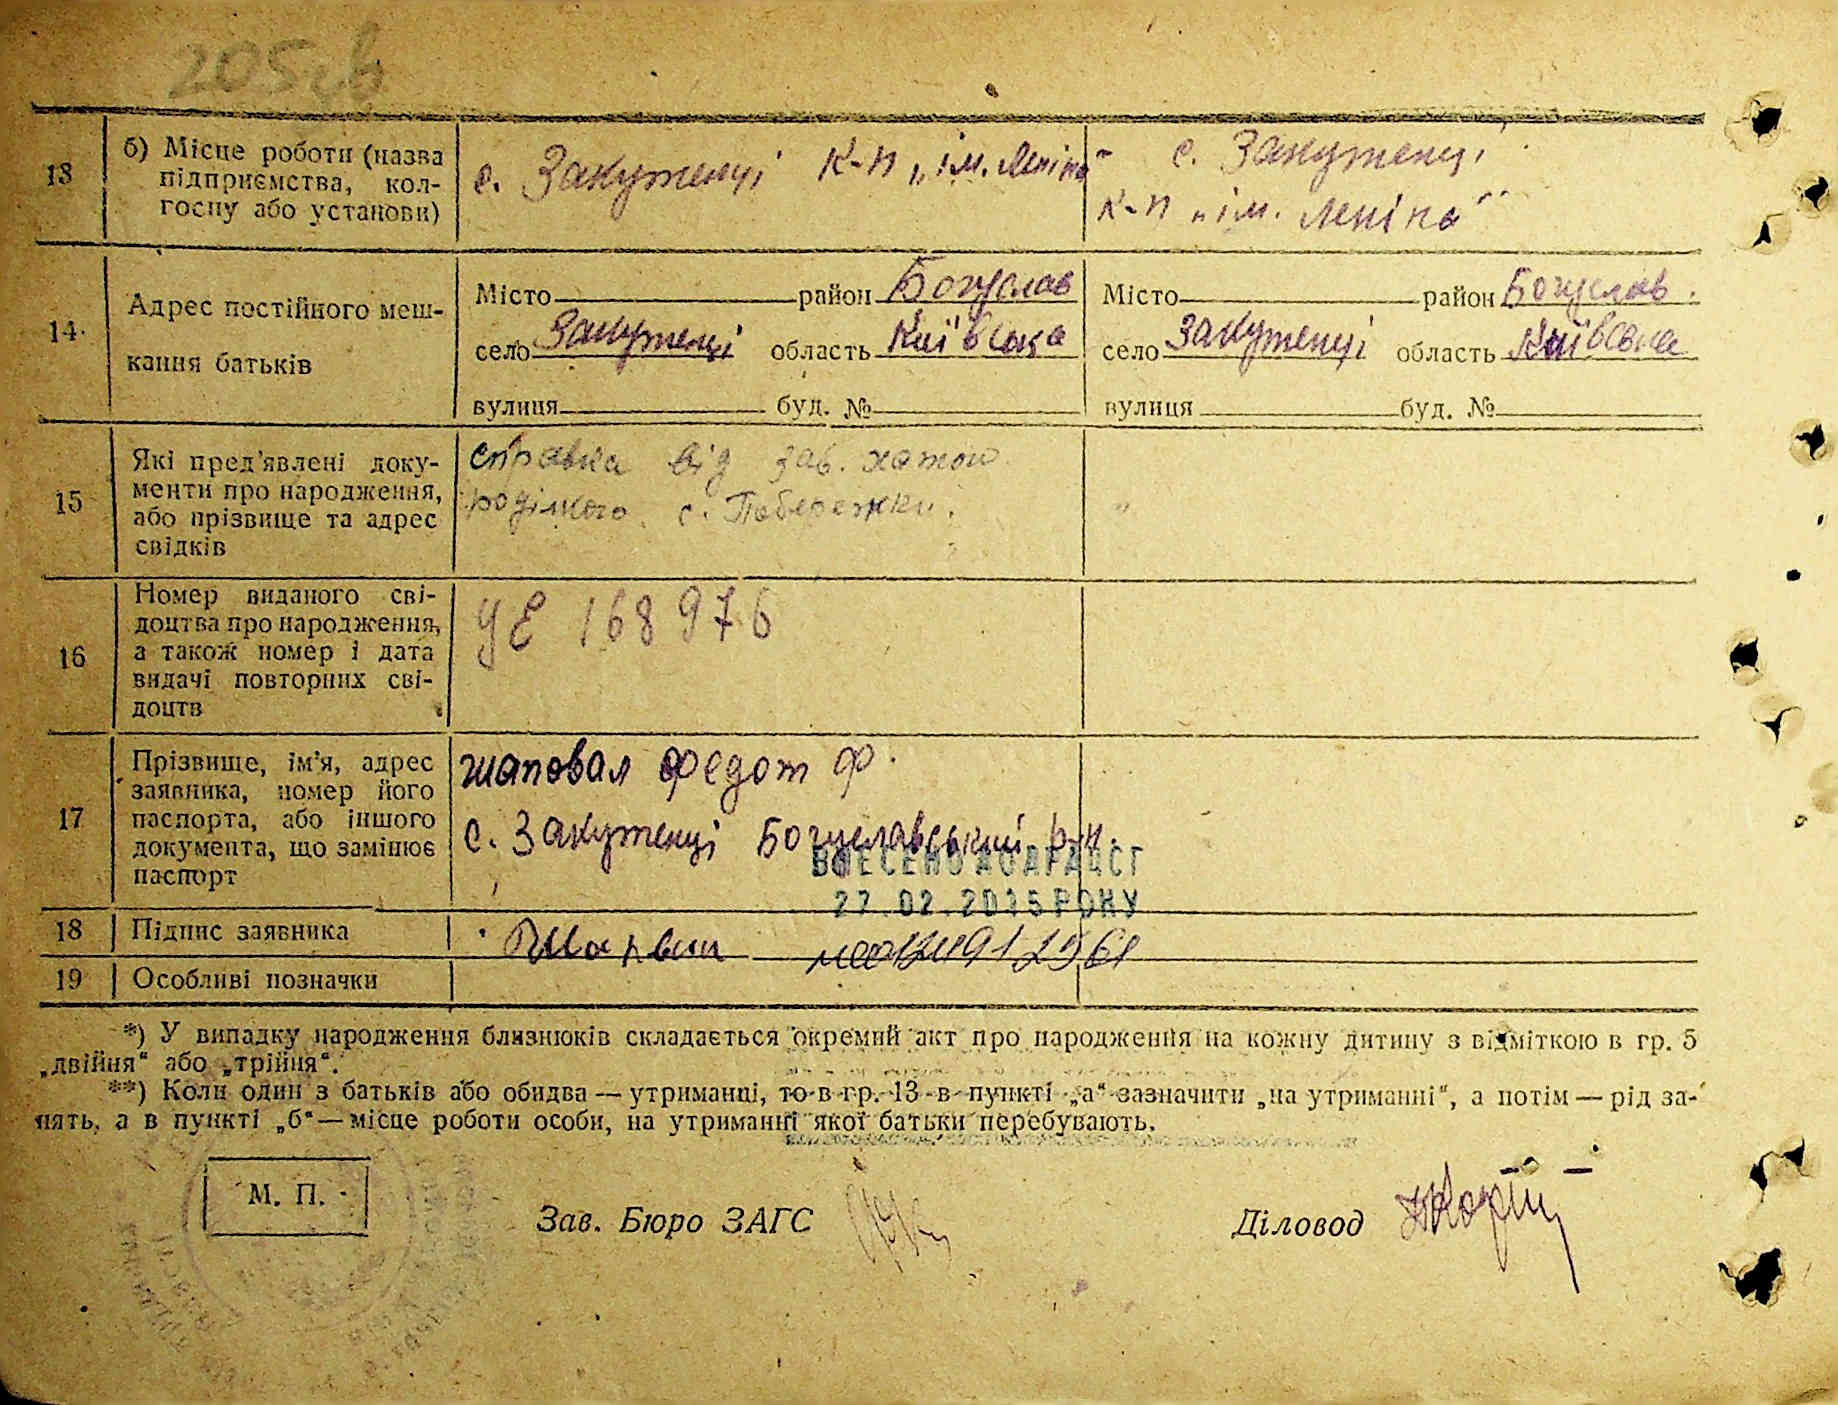 205 зв
13
б) Місце роботи (назва
підприємства, кол-
госпу або установи)
с. Закутенці к-п „ім. Леніна"
с. Закутенці
к-п „ім. Леніна"
14
Адрес постійного меш-
кання батьків
Місто район Богуслав
село Закутенці область Київська
вулиця буд. №
Місто район Богуслав.
село Закутенці область Київська
вулиця буд. №
15
Які пред'явлені доку-
менти про народження,
або прізвище та адрес
свідків
справка від зав. хатою
родільного с. Побережки.
"
16
Номер виданого сві-
доцтва про народження,
а також номер і дата
видачі повторних сві-
доцтв
УЕ 168976
17
Прізвище, ім'я, адрес
заявника, номер його
паспорта, або іншого
документа, що замінює
паспорт
шаповал Федот Ф.
с. Закутенці Богуславський р-н.
ВНЕСЕНО ДО ДРАЦСГ
27.02.2015 РОКУ
18
Підпис заявника
19
Особливі позначки
*) У випадку народження близнюків складається окремий акт про народження на кожну дитину з відміткою в гр. 5
„двійня" або „трійня".
**) Коли один з батьків або обидва — утриманці, то в гр. 13 в пункті „а" зазначити „на утриманні", а потім — рід за-
нять, а в пункті „б" — місце роботи особи, на утриманні якої батьки перебувають.
М. П.
Зав. Бюро ЗАГС
Діловод